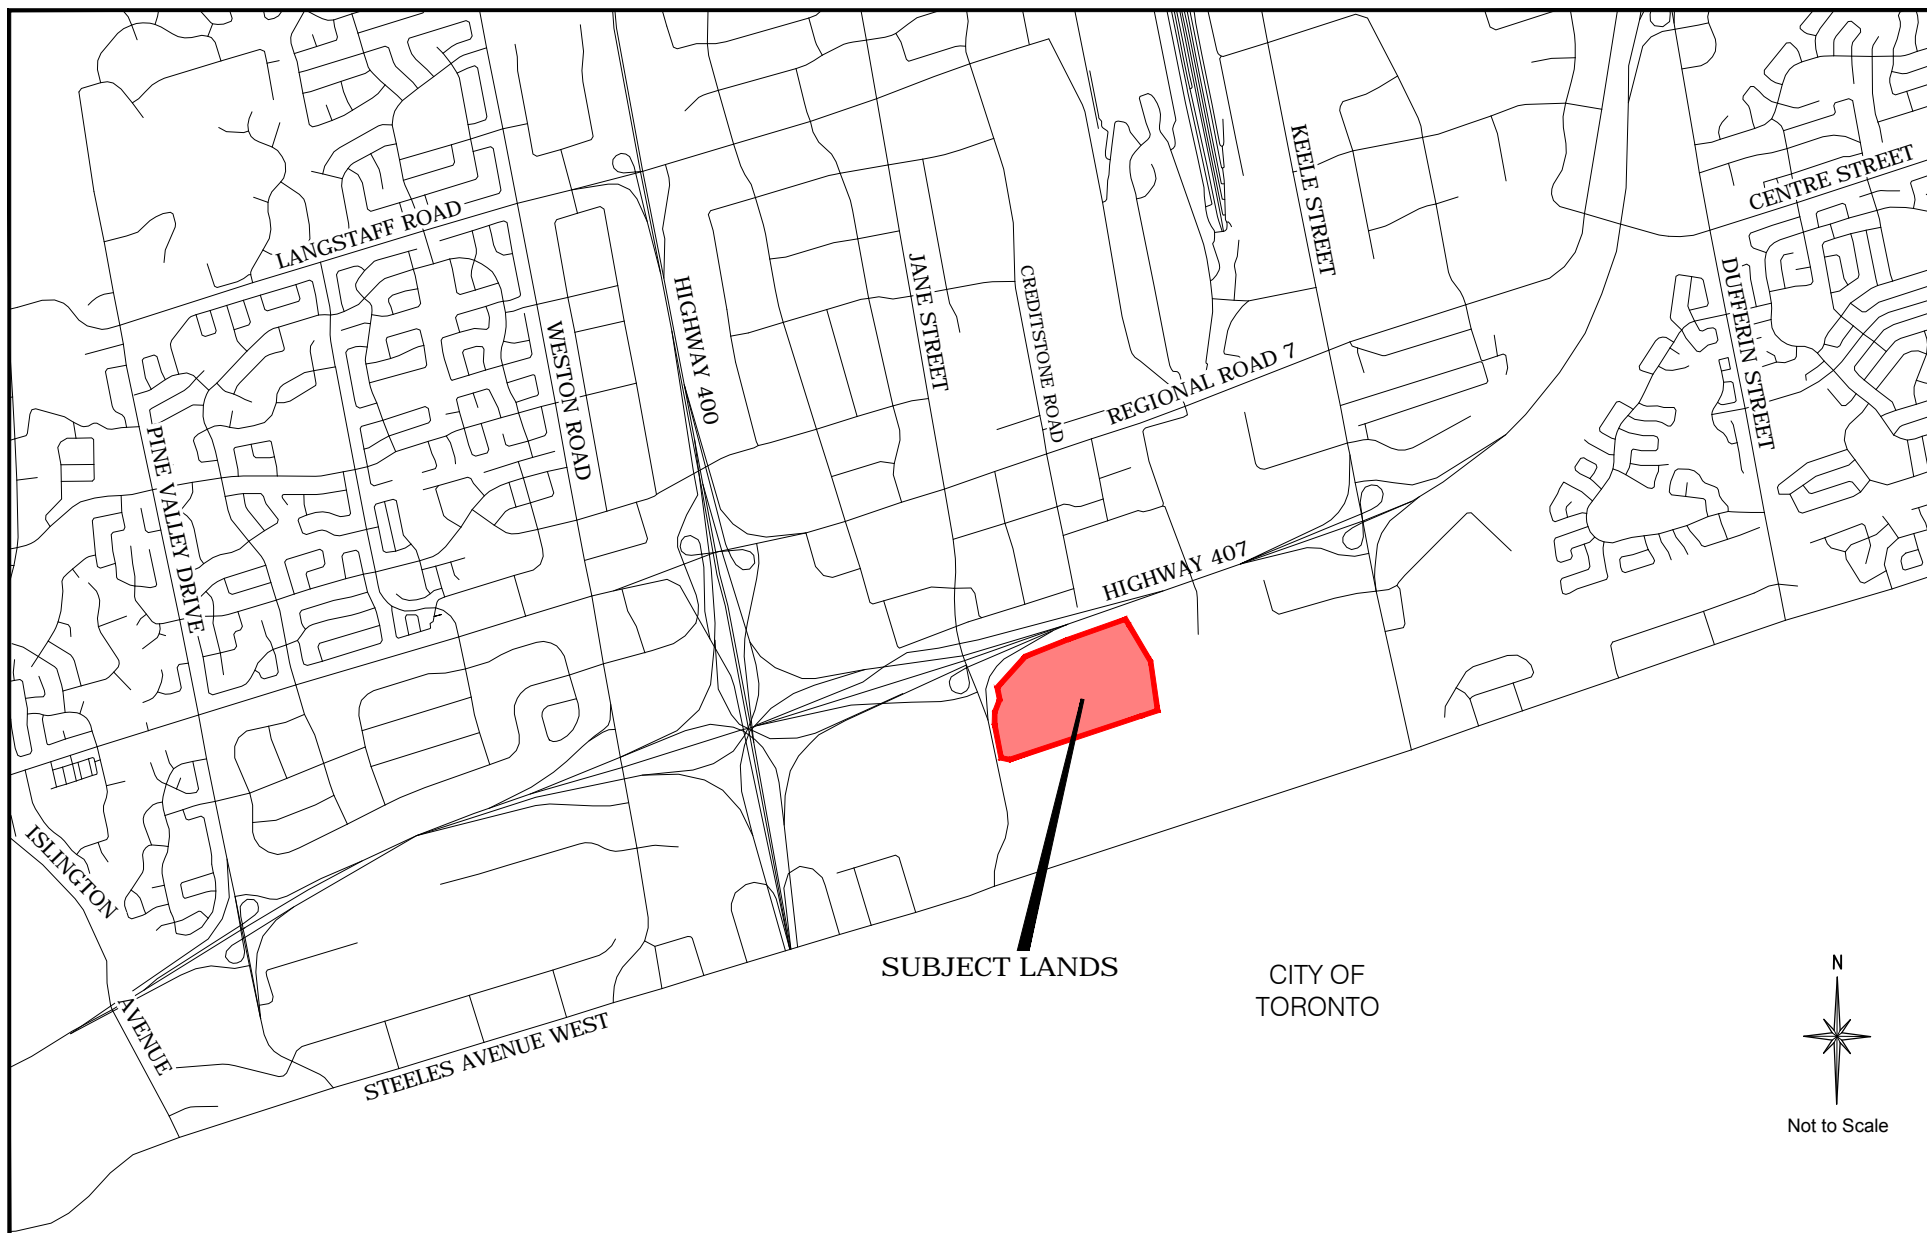 KEELE STREET
CENTRE STREET
LANGSTAFF ROAD
HIGHWAY 400
JANE STREET
CREDITSTONE ROAD
DUFFERIN STREET
WESTON ROAD
REGIONAL ROAD 7
PINE VALLEY DRIVE
HIGHWAY 407
ISLINGTON
AVENUE
STEELES AVENUE WEST
SUBJECT LANDS
CITY OF
TORONTO
N
Not to Scale